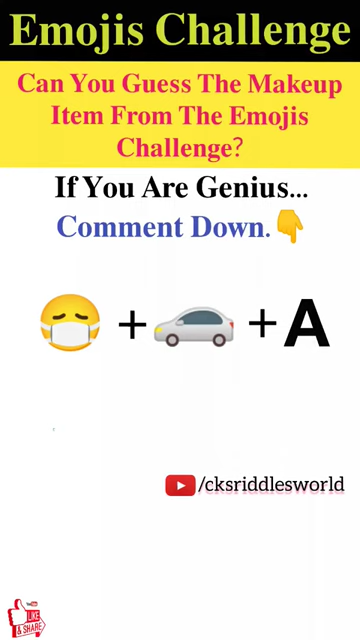 Emojis Challenge
Can You Guess The Makeup
Item From The Emojis
Challenge?
If You Are Genius...
Comment Down.👇
😷 + 🚗 + A
/cksriddlesworld
YouTube
LIKE
& SHARE